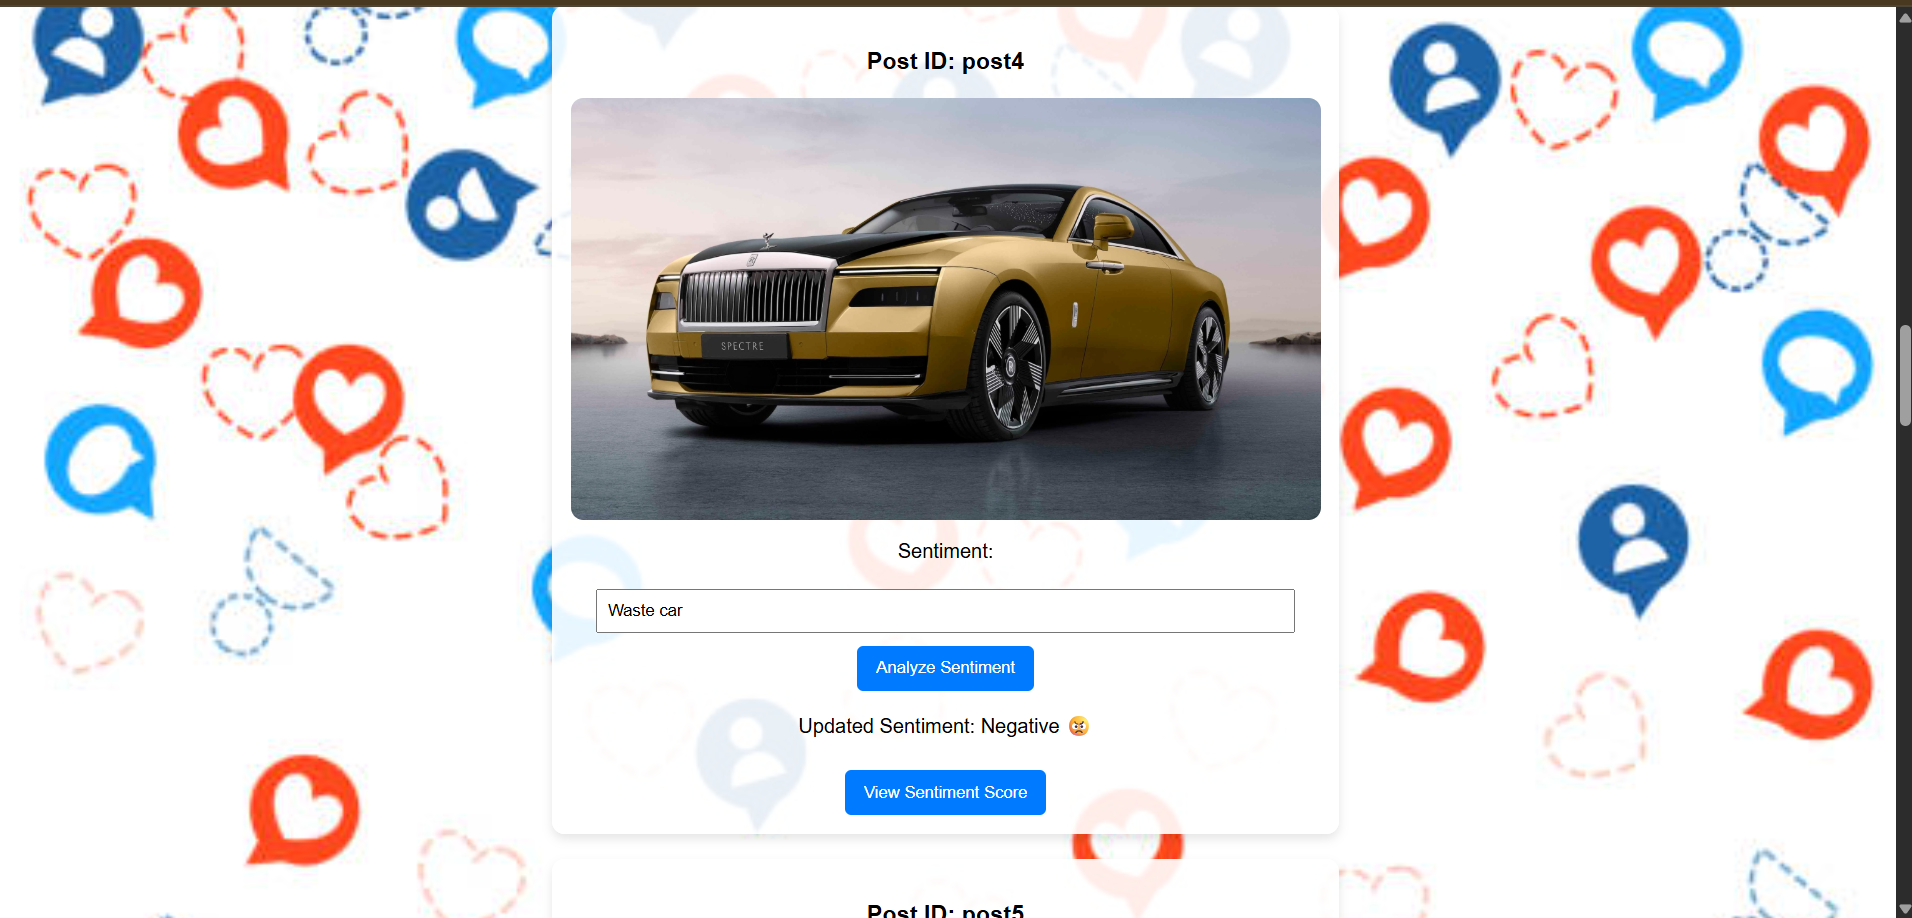 Post ID: post4
SPECTRE
Sentiment:
Waste car
Analyze Sentiment
Updated Sentiment: Negative 😡
View Sentiment Score
Post ID: post5